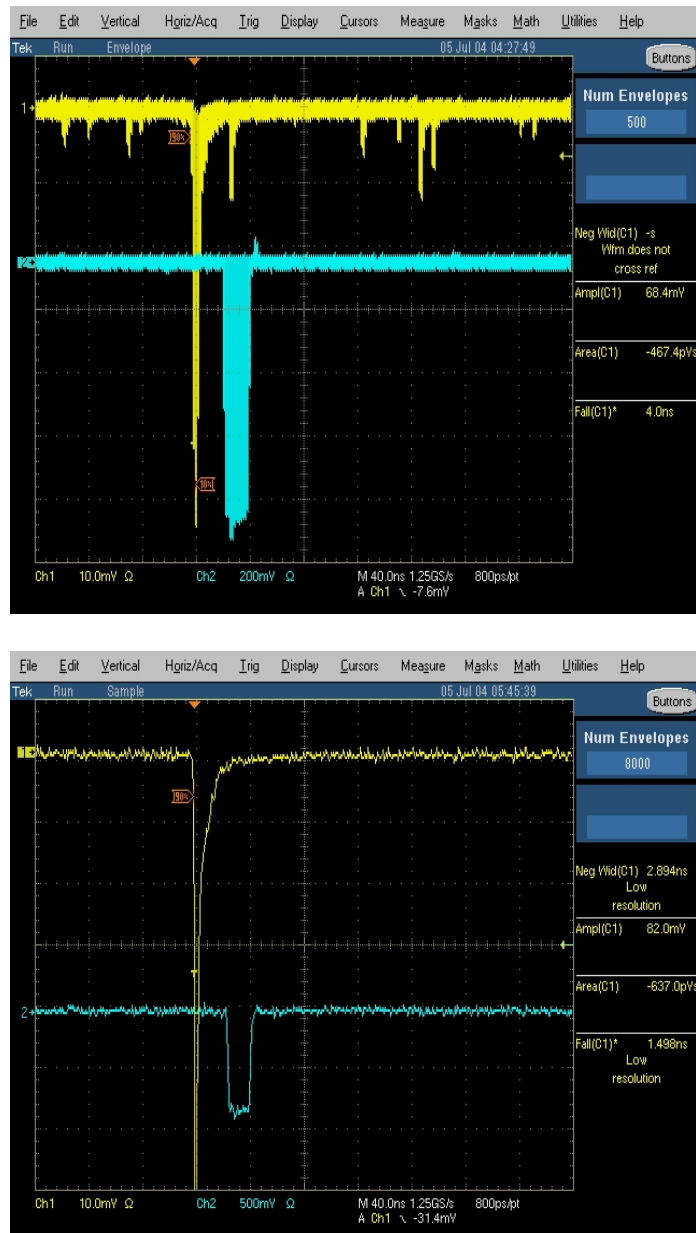 File Edit Vertical Horiz/Acq Trig Display Cursors Measure Masks Math Utilities Help
Tek Run Envelope 05 Jul 04 04:27:49
Buttons
Num Envelopes
500
1
90%
Neg Wid(C1) -s
Wfm does not
cross ref
2
Ampl(C1) 68.4mV
Area(C1) -467.4pVs
Fall(C1)* 4.0ns
10%
Ch1 10.0mV Ω Ch2 200mV Ω M 40.0ns 1.25GS/s 800ps/pt
A Ch1 \ -7.6mV
File Edit Vertical Horiz/Acq Trig Display Cursors Measure Masks Math Utilities Help
Tek Run Sample 05 Jul 04 05:45:39
Buttons
Num Envelopes
1
8000
90%
Neg Wid(C1) 2.894ns
Low
resolution
Ampl(C1) 82.0mV
T
Area(C1) -637.0pVs
2
Fall(C1)* 1.498ns
Low
resolution
Ch1 10.0mV Ω Ch2 500mV Ω M 40.0ns 1.25GS/s 800ps/pt
A Ch1 \ -31.4mV